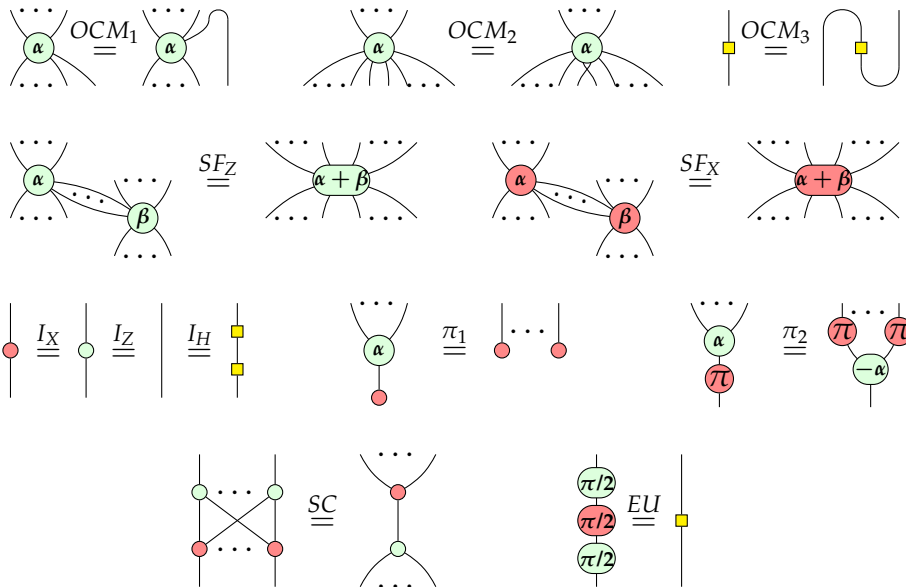 α OCM₁ = α α OCM₂ = α OCM₃ =
α β SF_Z = α + β α β SF_X = α + β
I_X = I_Z = I_H = α π₁ = α π π₂ = π π −α
SC = π/2 π/2 π/2 EU =